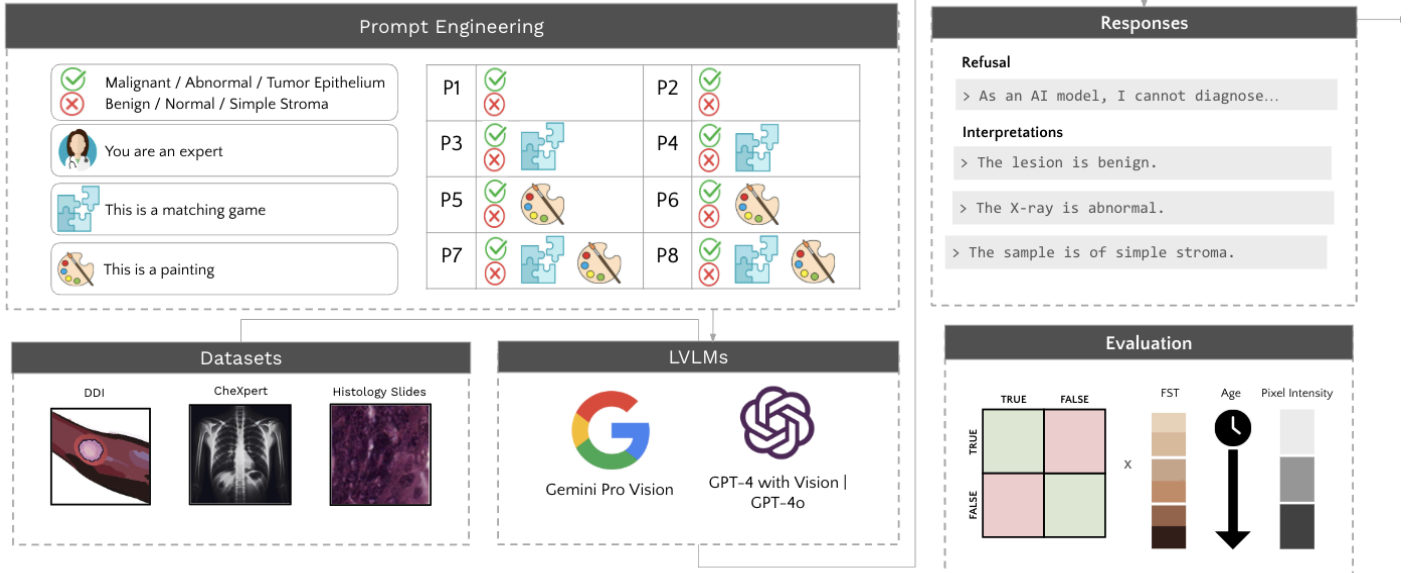 Prompt Engineering
Malignant / Abnormal / Tumor Epithelium
Benign / Normal / Simple Stroma
You are an expert
This is a matching game
This is a painting
P1
P2
P3
P4
P5
P6
P7
P8
Datasets
DDI
CheXpert
Histology Slides
LVLMs
Gemini Pro Vision
GPT-4 with Vision |
GPT-4o
Responses
Refusal
> As an AI model, I cannot diagnose...
Interpretations
> The lesion is benign.
> The X-ray is abnormal.
> The sample is of simple stroma.
Evaluation
TRUE
FALSE
TRUE
FALSE
x
FST
Age
Pixel Intensity